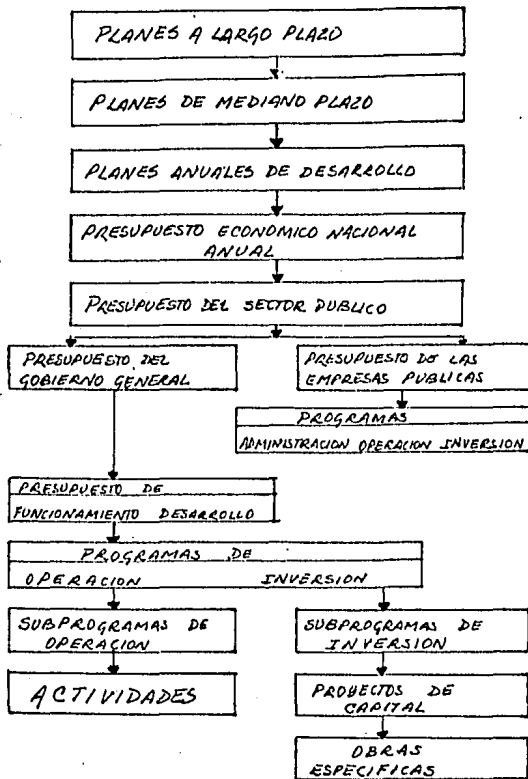 PLANES A LARGO PLAZO
PLANES DE MEDIANO PLAZO
PLANES ANUALES DE DESARROLLO
PRESUPUESTO ECONOMICO NACIONAL
ANUAL
PRESUPUESTO DEL SECTOR PUBLICO
PRESUPUESTO DEL
GOBIERNO GENERAL
PRESUPUESTO DE LAS
EMPRESAS PUBLICAS
PROGRAMAS
ADMINISTRACION OPERACION INVERSION
PRESUPUESTO DE
FUNCIONAMIENTO DESARROLLO
PROGRAMAS DE
OPERACION INVERSION
SUBPROGRAMAS DE
OPERACION
ACTIVIDADES
SUBPROGRAMAS DE
INVERSION
PROYECTOS DE
CAPITAL
OBRAS
ESPECIFICAS